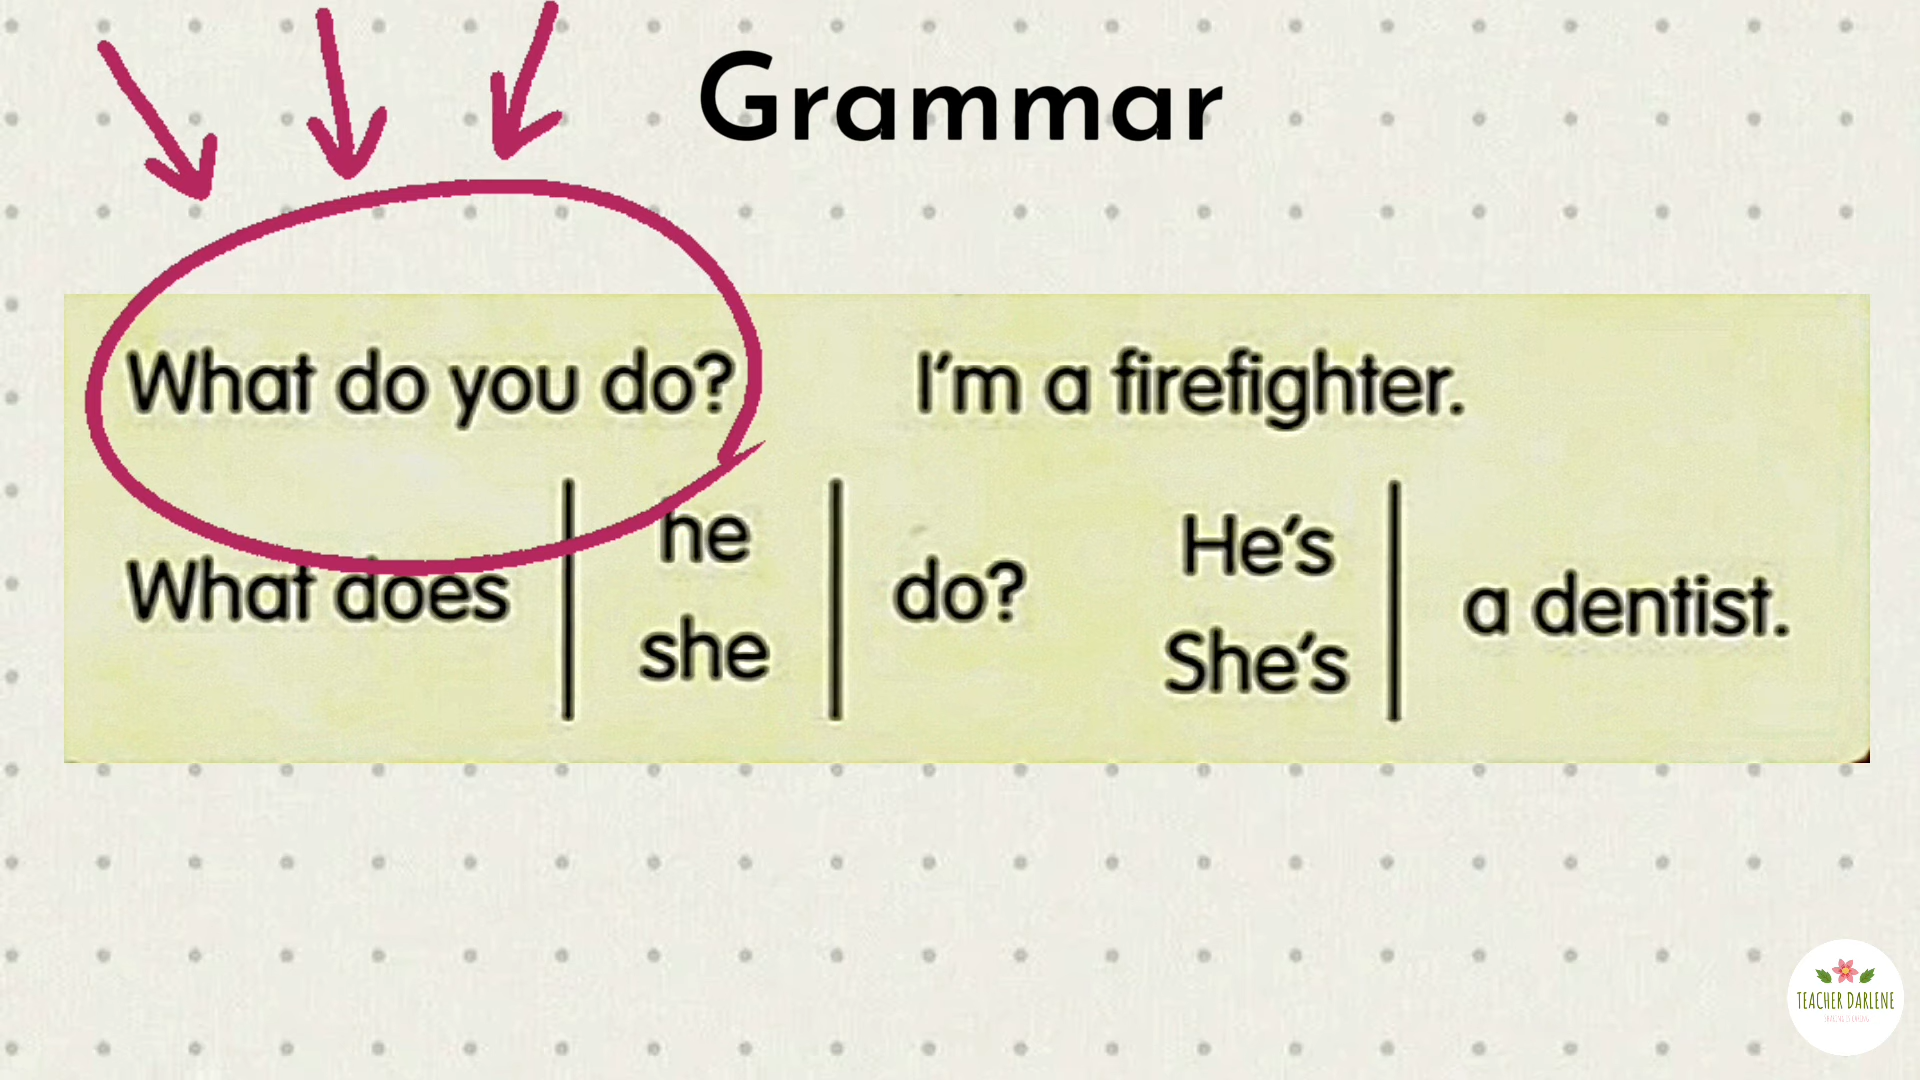 Grammar
What do you do? I'm a firefighter.
What does he do? He's a dentist.
she She's
TEACHER DARLENE